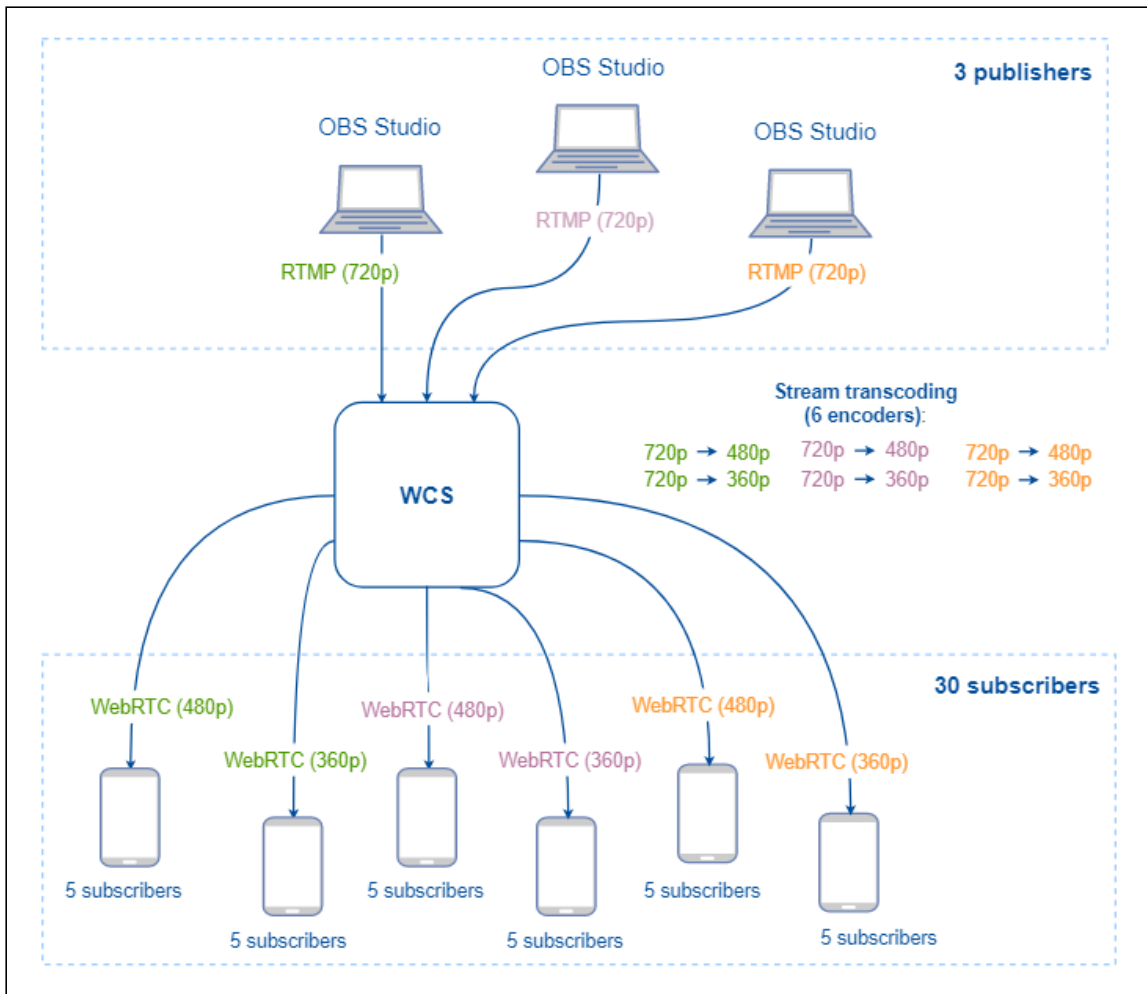 3 publishers
OBS Studio
OBS Studio
OBS Studio
RTMP (720p)
RTMP (720p)
RTMP (720p)
Stream transcoding
(6 encoders):
720p → 480p
720p → 360p
720p → 480p
720p → 360p
720p → 480p
720p → 360p
WCS
30 subscribers
WebRTC (480p)
WebRTC (360p)
WebRTC (480p)
WebRTC (360p)
WebRTC (480p)
WebRTC (360p)
5 subscribers
5 subscribers
5 subscribers
5 subscribers
5 subscribers
5 subscribers